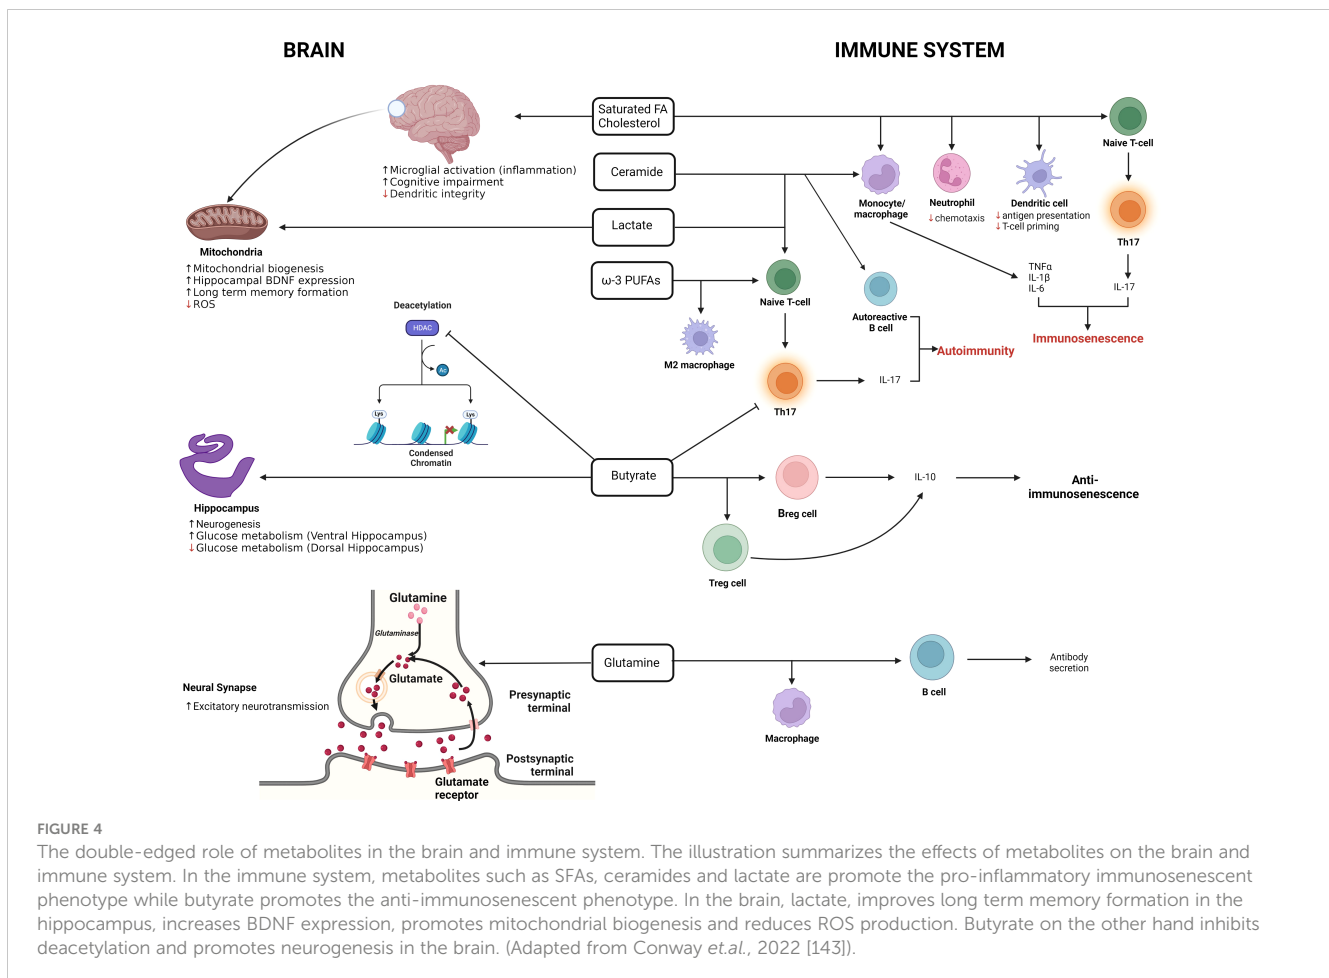 BRAIN
IMMUNE SYSTEM
Saturated FA
Cholesterol
Ceramide
Lactate
ω-3 PUFAs
Butyrate
Glutamine
↑Microglial activation (inflammation)
↑Cognitive impairment
↓Dendritic integrity
Mitochondria
↑Mitochondrial biogenesis
↑Hippocampal BDNF expression
↑Long term memory formation
↓ROS
Deacetylation
HDAC
Ac
Lys
Lys
Condensed
Chromatin
Hippocampus
↑Neurogenesis
↑Glucose metabolism (Ventral Hippocampus)
↓Glucose metabolism (Dorsal Hippocampus)
Naive T-cell
Monocyte/
macrophage
Neutrophil
↓chemotaxis
Dendritic cell
↓antigen presentation
↓T-cell priming
Th17
TNFα
IL-1β
IL-6
IL-17
Immunosenescence
Naive T-cell
M2 macrophage
Autoreactive
B cell
Autoimmunity
Th17
IL-17
Breg cell
IL-10
Anti-
immunosenescence
Treg cell
Glutamine
Glutaminase
Glutamate
Neural Synapse
↑Excitatory neurotransmission
Presynaptic
terminal
Postsynaptic
terminal
Glutamate
receptor
B cell
Antibody
secretion
Macrophage
FIGURE 4
The double-edged role of metabolites in the brain and immune system. The illustration summarizes the effects of metabolites on the brain and
immune system. In the immune system, metabolites such as SFAs, ceramides and lactate are promote the pro-inflammatory immunosenescent
phenotype while butyrate promotes the anti-immunosenescent phenotype. In the brain, lactate, improves long term memory formation in the
hippocampus, increases BDNF expression, promotes mitochondrial biogenesis and reduces ROS production. Butyrate on the other hand inhibits
deacetylation and promotes neurogenesis in the brain. (Adapted from Conway et.al., 2022 [143]).